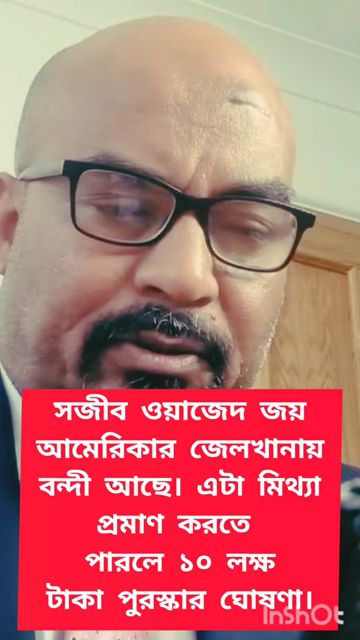 সজীব ওয়াজেদ জয়
আমেরিকার জেলখানায়
বন্দী আছে। এটা মিথ্যা
প্রমাণ করতে
পারলে ১০ লক্ষ
টাকা পুরস্কার ঘোষণা।
InShOt